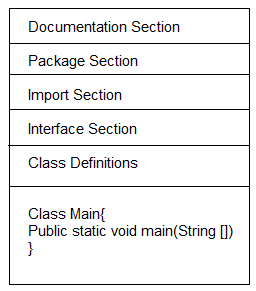 Documentation Section
Package Section
Import Section
Interface Section
Class Definitions
Class Main{
Public static void main(String [])
}